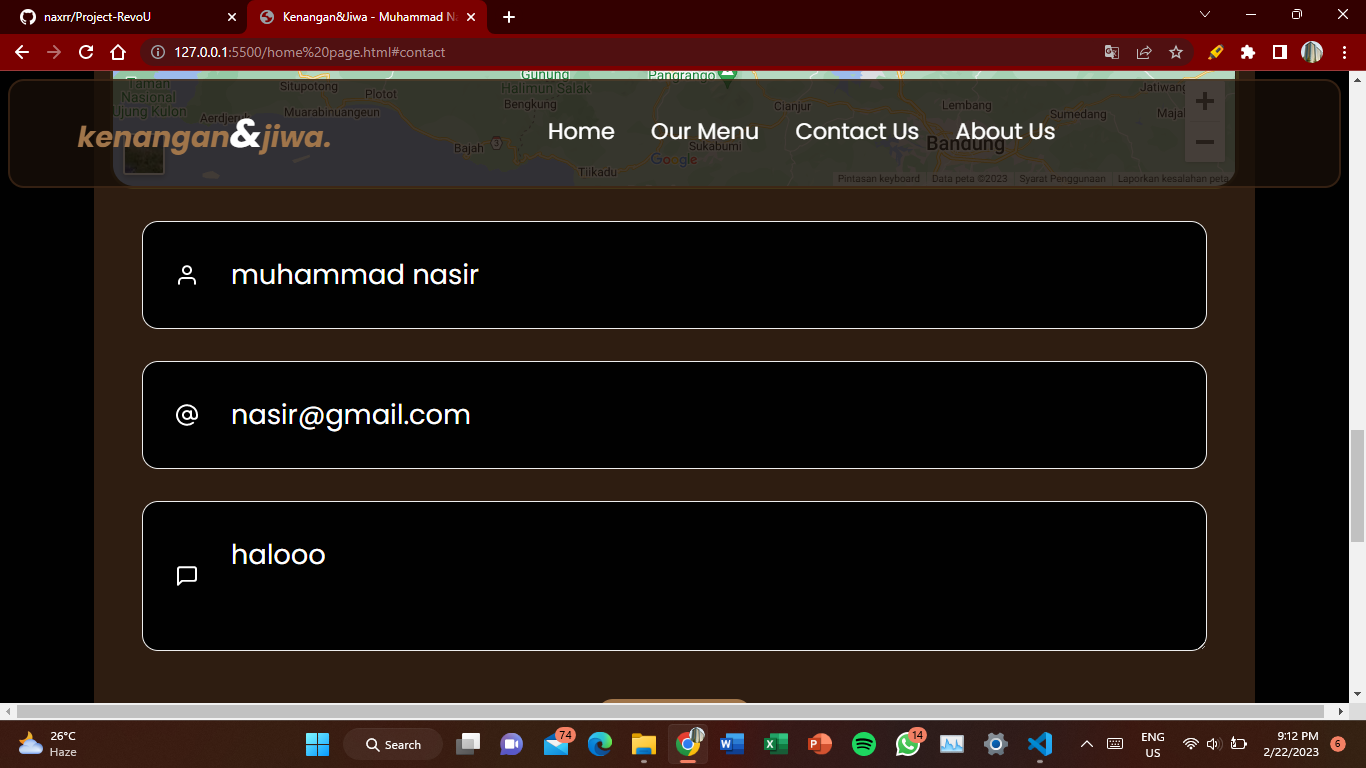 naxrr/Project-RevoU
Kenangan&Jiwa - Muhammad Na
127.0.0.1:5500/home%20page.html#contact
Taman
Nasional
Ujung Kulon
Situpotong
Plotot
Muarabinuangeun
Gunung
Halimun Salak
Bengkung
Bajah
3
Tiikadu
Pangrango
Cianjur
Sukabumi
Google
Lembang
Bandung
Sumedang
Jatiwang
Pintasan keyboard
Data peta ©2023
Syarat Penggunaan
Laporkan kesalahan peta
kenangan&jiwa.
Home
Our Menu
Contact Us
About Us
muhammad nasir
nasir@gmail.com
halooo
26°C
Haze
Search
74
14
ENG
US
9:12 PM
2/22/2023
6